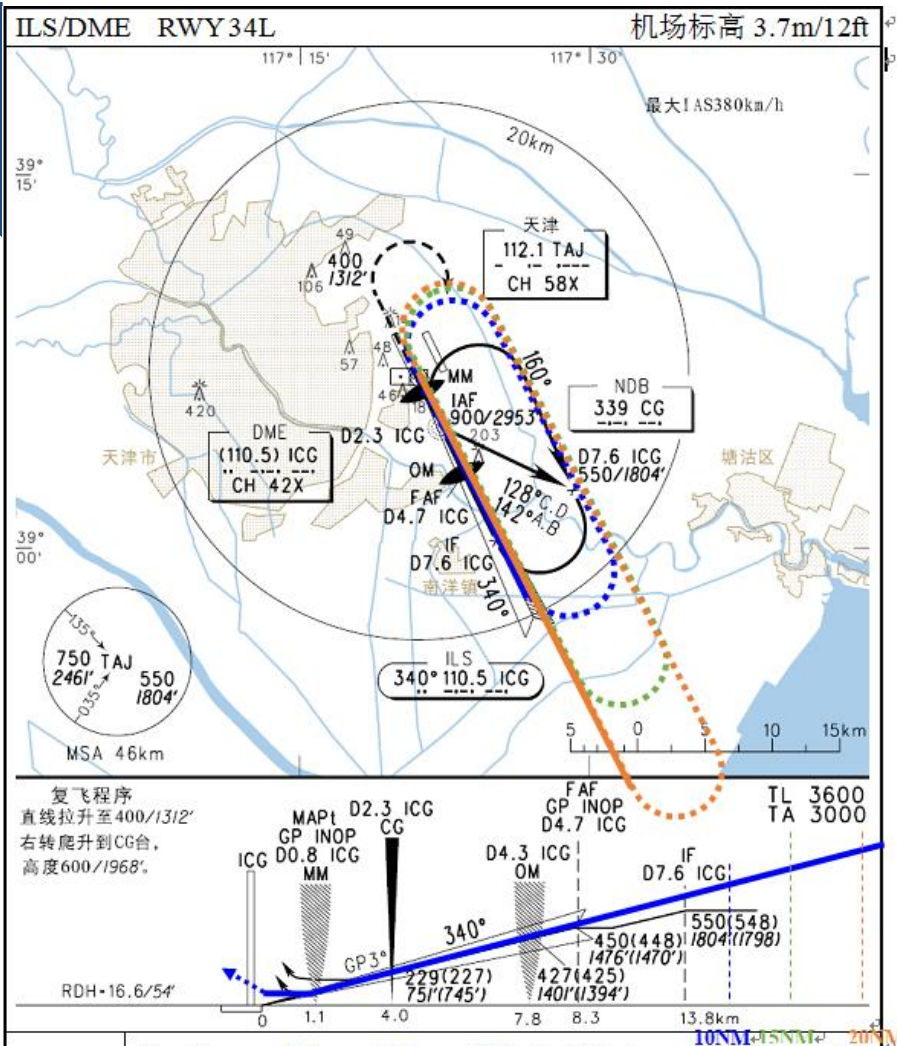 ILS/DME RWY34L 机场标高 3.7m/12ft
117° 15' 117° 30'
最大IAS380km/h
20km
39°
15'
天津
112.1 TAJ
CH 58X
49
400
1312'
106
57
48
46
18
420
160°
MM
IAF
900/2953'
203
NDB
339 CG
D2.3 ICG
DME
(110.5) ICG
CH 42X
天津市
D7.6 ICG
550/1804'
塘沽区
OM
FAF
D4.7 ICG
128°C.D
142°A.B
39°
00'
IF
D7.6 ICG
南洋镇
340°
ILS
340° 110.5 ICG
135°
750 TAJ
2461'
550
1804'
035°
MSA 46km
5 0 5 10 15km
复飞程序
直线拉升至400/1312'
右转爬升到CG台,
高度600/1968'。
ICG
MAPt
GP INOP
D0.8 ICG
MM
D2.3 ICG
CG
D4.3 ICG
OM
FAF
GP INOP
D4.7 ICG
IF
D7.6 ICG
TL 3600
TA 3000
340°
GP3°
RDH-16.6/54'
229(227)
751'(745')
427(425)
1401'(1394')
450(448)
1476'(1470')
550(548)
1804'(1798)
0 1.1 4.0 7.8 8.3 13.8km
10NM 15NM 20NM